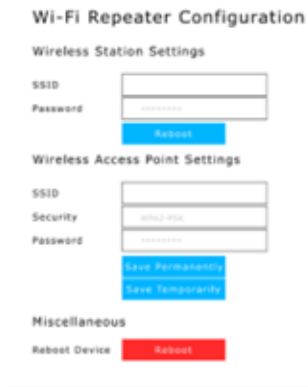 Wi-Fi Repeater Configuration
Wireless Station Settings
SSID
Password ********
Reboot
Wireless Access Point Settings
SSID
Security WPA2-PSK
Password ********
Save Permanently
Save Temporarily
Miscellaneous
Reboot Device Reboot